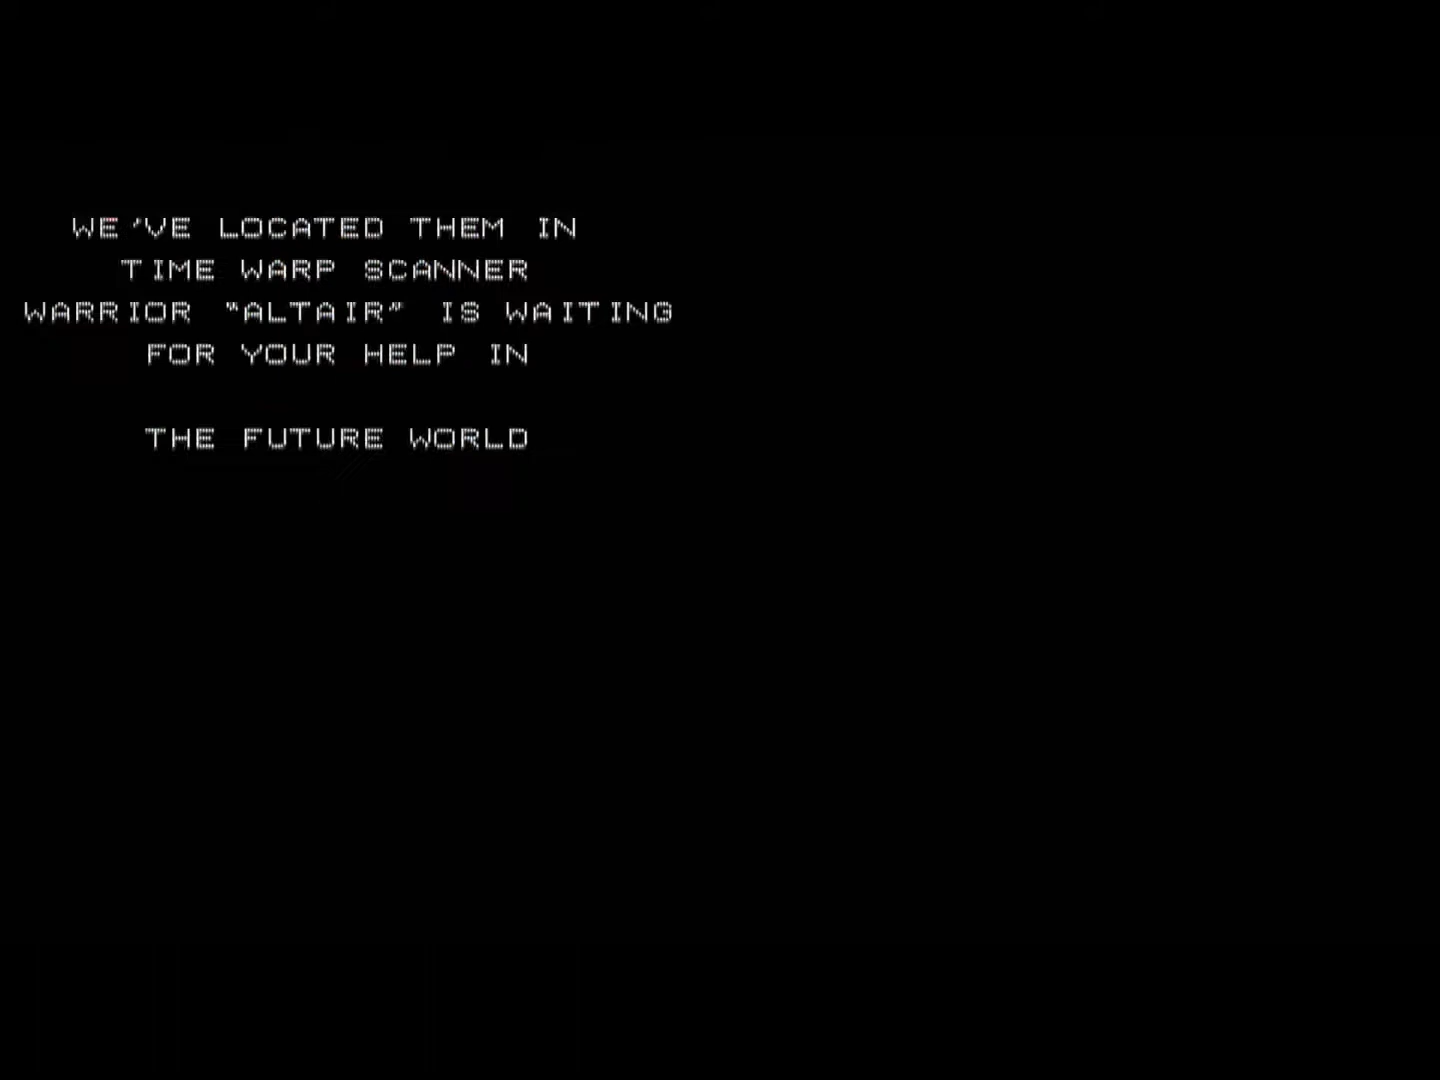 WE'VE LOCATED THEM IN
TIME WARP SCANNER
WARRIOR "ALTAIR" IS WAITING
FOR YOUR HELP IN
THE FUTURE WORLD